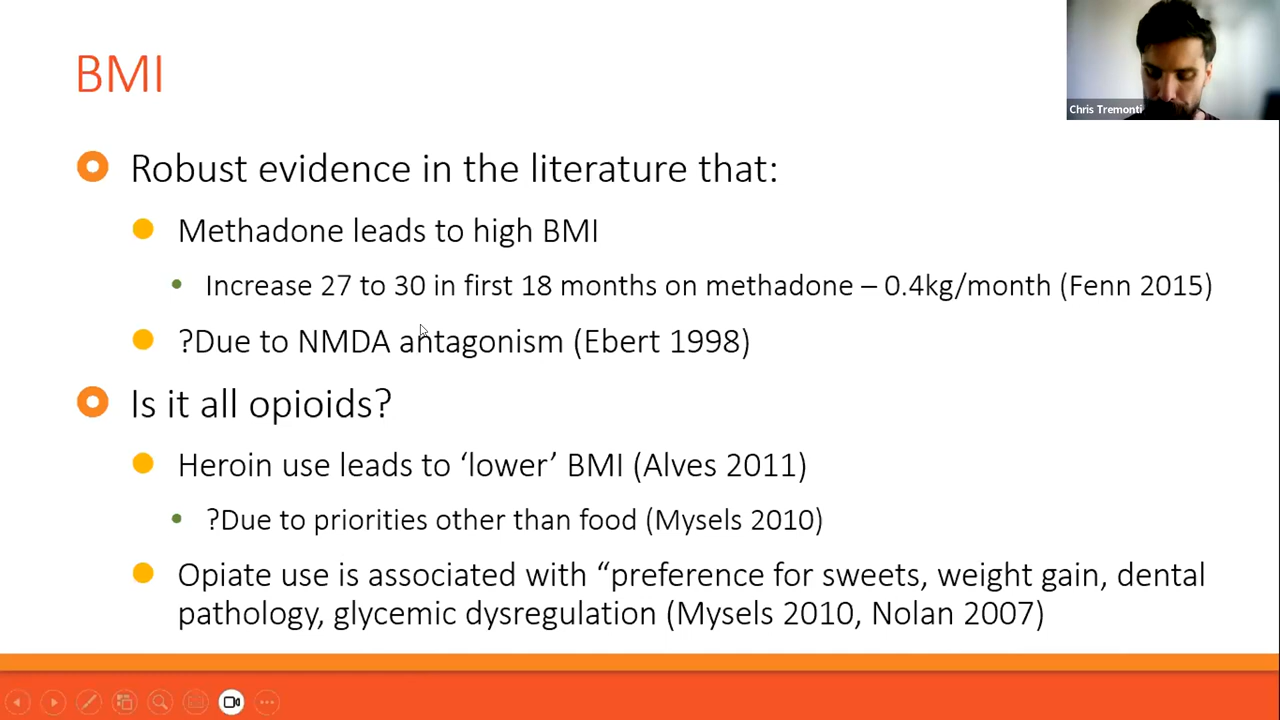 BMI
Chris Tremonti
Robust evidence in the literature that:
Methadone leads to high BMI
Increase 27 to 30 in first 18 months on methadone – 0.4kg/month (Fenn 2015)
?Due to NMDA antagonism (Ebert 1998)
Is it all opioids?
Heroin use leads to ‘lower’ BMI (Alves 2011)
?Due to priorities other than food (Mysels 2010)
Opiate use is associated with “preference for sweets, weight gain, dental
pathology, glycemic dysregulation (Mysels 2010, Nolan 2007)